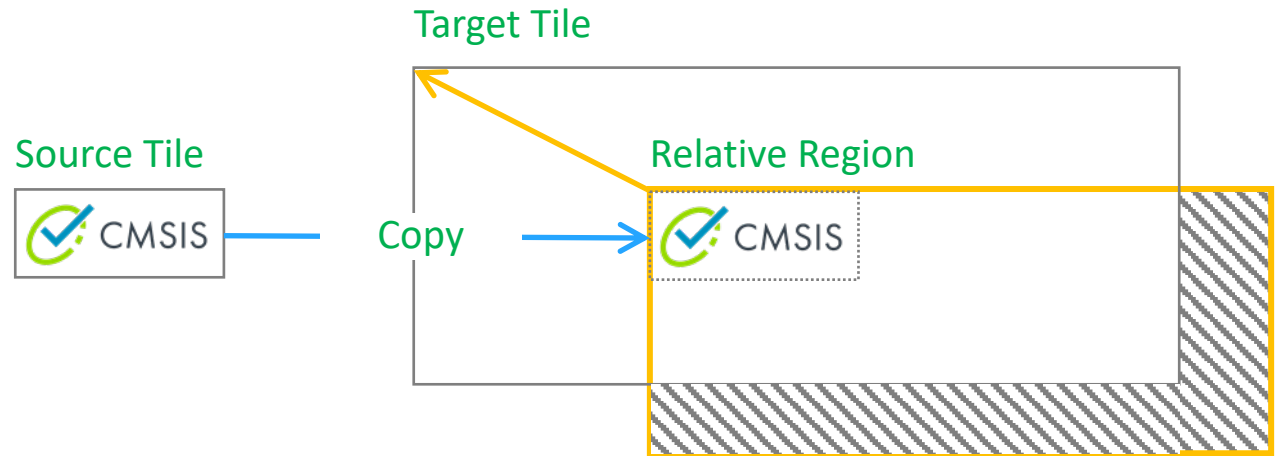 Target Tile
Source Tile
Relative Region
CMSIS
Copy
CMSIS